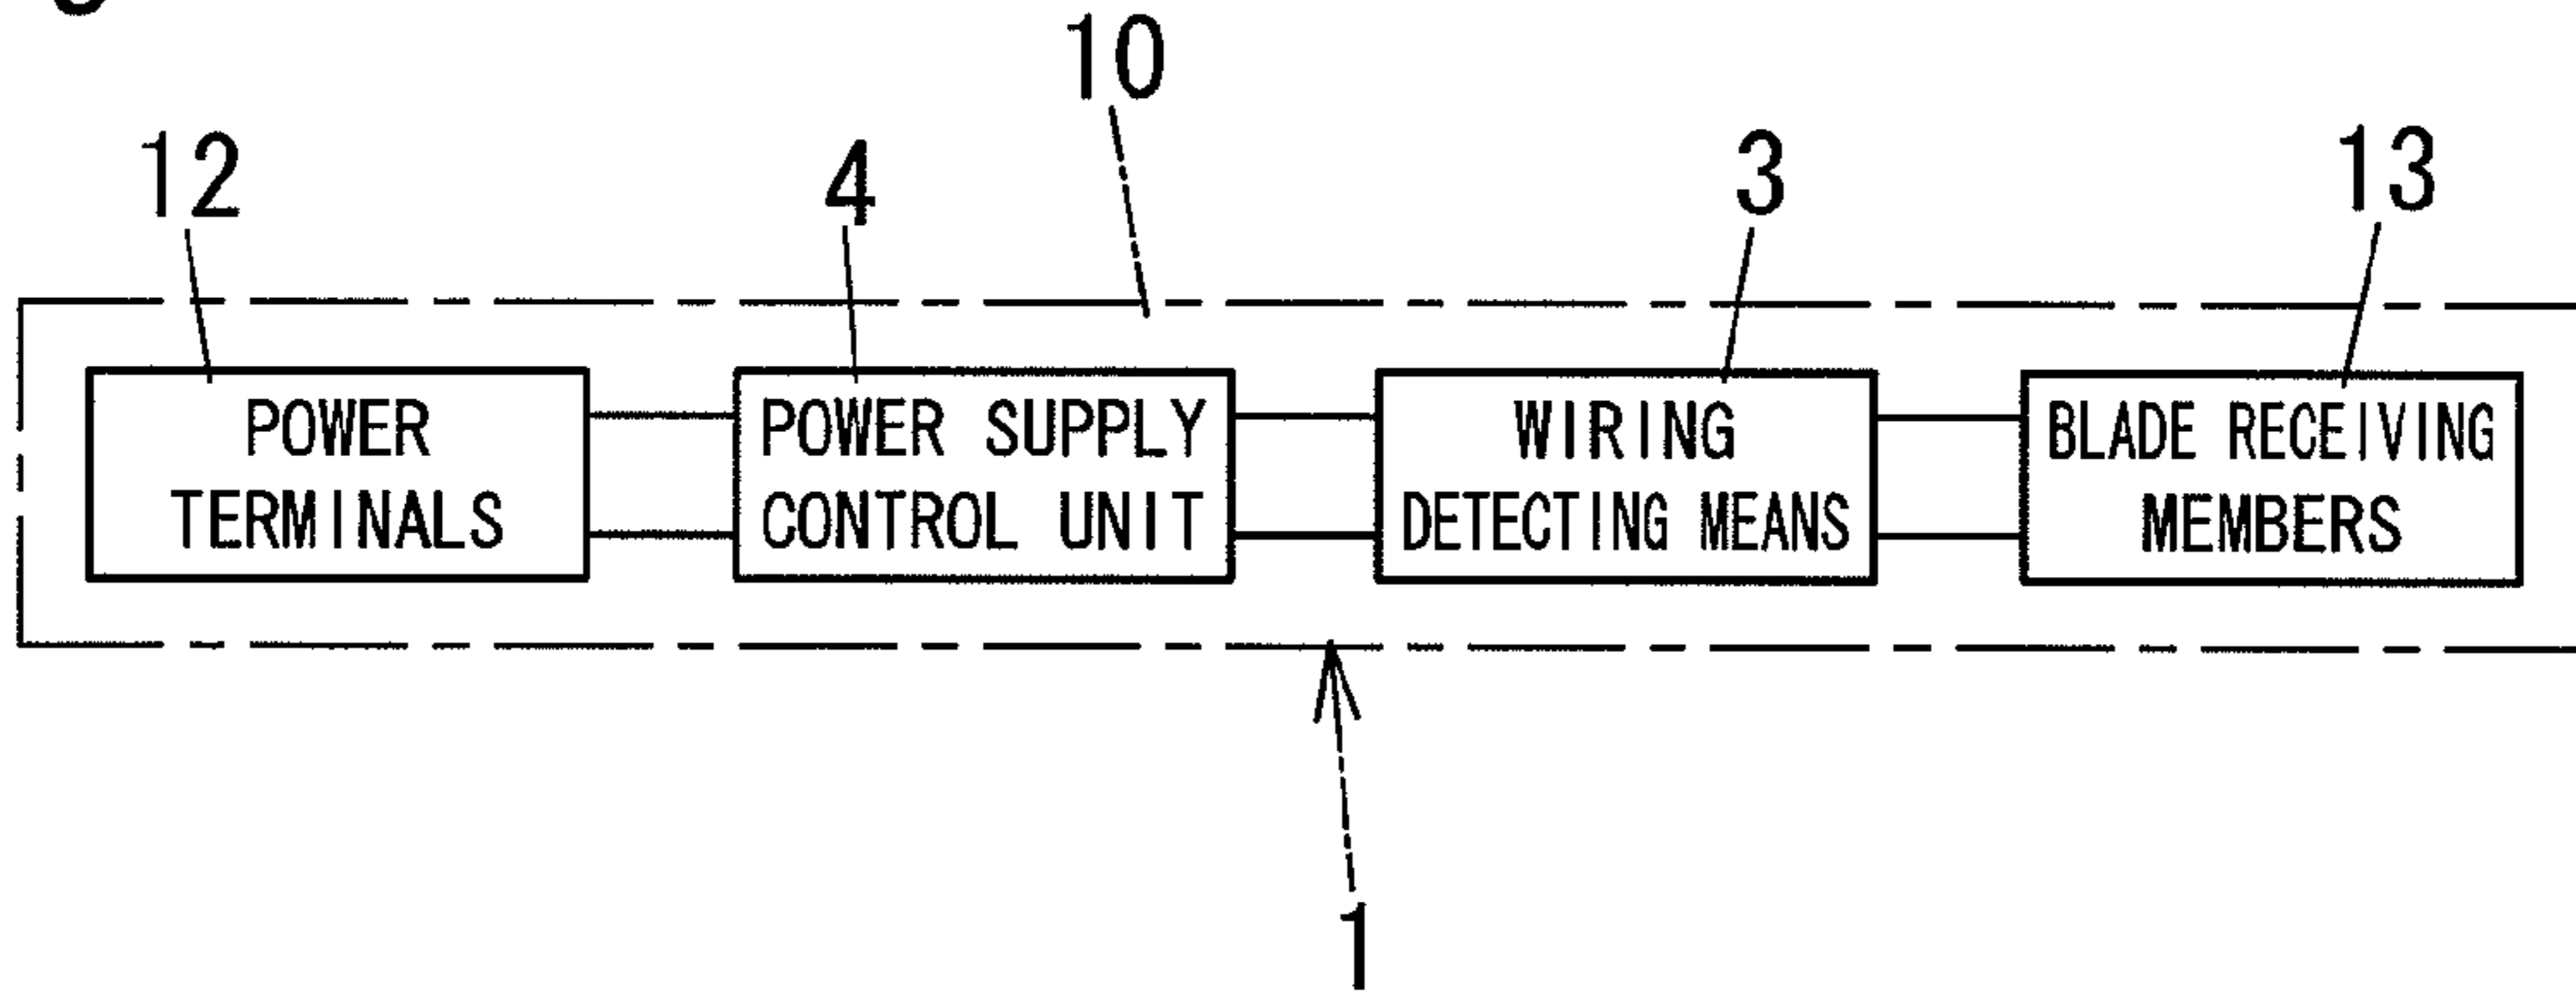 10
12
4
3
13
POWER
TERMINALS
POWER SUPPLY
CONTROL UNIT
WIRING
DETECTING MEANS
BLADE RECEIVING
MEMBERS
1